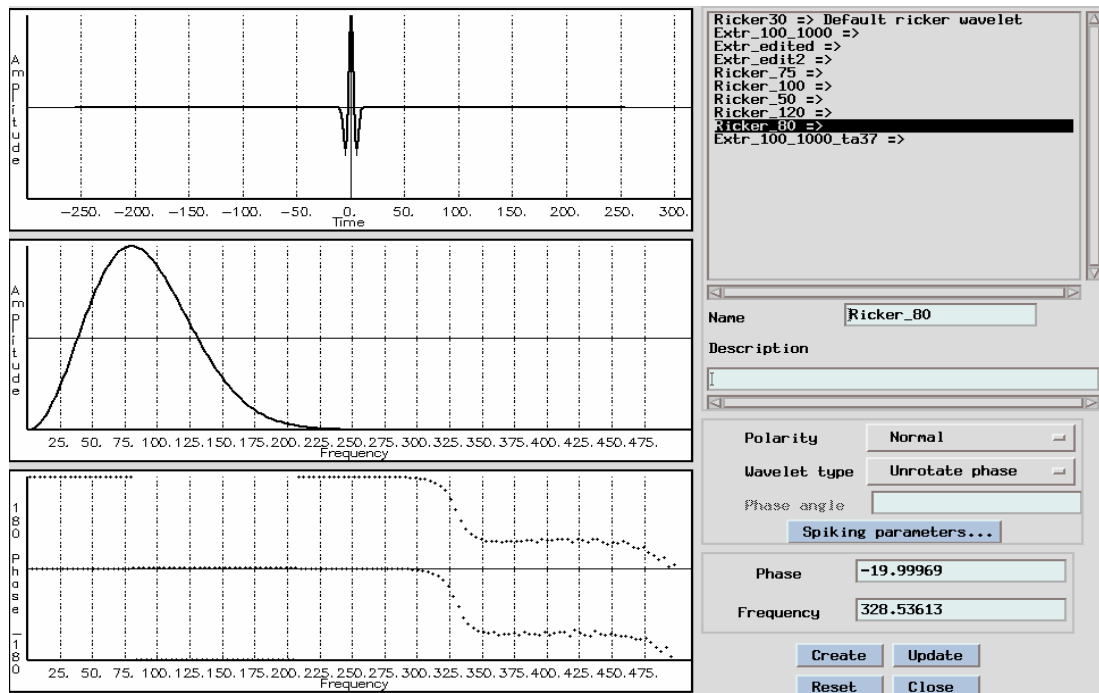 Amplitude
-250. -200. -150. -100. -50. 0. 50. 100. 150. 200. 250. 300.
Time
Amplitude
25. 50. 75. 100. 125. 150. 175. 200. 225. 250. 275. 300. 325. 350. 375. 400. 425. 450. 475.
Frequency
-180 Phase 180
25. 50. 75. 100. 125. 150. 175. 200. 225. 250. 275. 300. 325. 350. 375. 400. 425. 450. 475.
Frequency
Ricker30 => Default ricker wavelet
Extr_100_1000 =>
Extr_edited =>
Extr_edit2 =>
Ricker_75 =>
Ricker_100 =>
Ricker_50 =>
Ricker_120 =>
Ricker_80 =>
Extr_100_1000_ta37 =>
Name Ricker_80
Description
Polarity Normal
Wavelet type Unrotate phase
Phase angle
Spiking parameters...
Phase -19.99969
Frequency 328.53613
Create Update
Reset Close